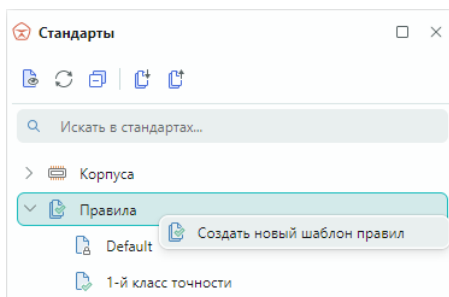 Стандарты
Искать в стандартах...
Корпуса
Правила
Создать новый шаблон правил
Default
1-й класс точности